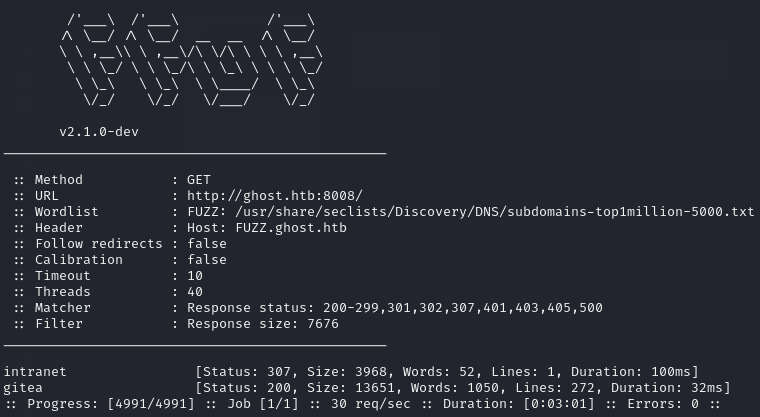 v2.1.0-dev
:: Method : GET
:: URL : http://ghost.htb:8008/
:: Wordlist : FUZZ: /usr/share/seclists/Discovery/DNS/subdomains-top1million-5000.txt
:: Header : Host: FUZZ.ghost.htb
:: Follow redirects : false
:: Calibration : false
:: Timeout : 10
:: Threads : 40
:: Matcher : Response status: 200-299,301,302,307,401,403,405,500
:: Filter : Response size: 7676
intranet [Status: 307, Size: 3968, Words: 52, Lines: 1, Duration: 100ms]
gitea [Status: 200, Size: 13651, Words: 1050, Lines: 272, Duration: 32ms]
:: Progress: [4991/4991] :: Job [1/1] :: 30 req/sec :: Duration: [0:03:01] :: Errors: 0 ::